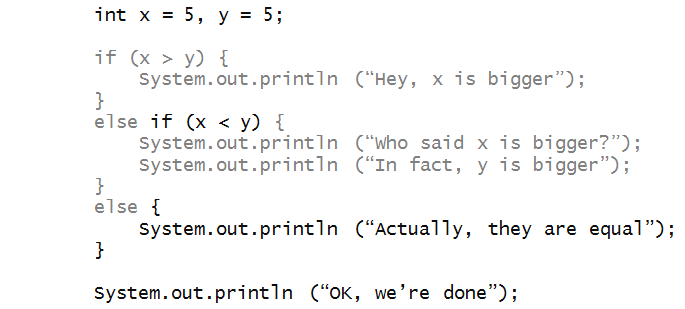 int x = 5, y = 5;
if (x > y) {
System.out.println (“Hey, x is bigger”);
}
else if (x < y) {
System.out.println (“Who said x is bigger?”);
System.out.println (“In fact, y is bigger”);
}
else {
System.out.println (“Actually, they are equal”);
}
System.out.println (“OK, we’re done”);